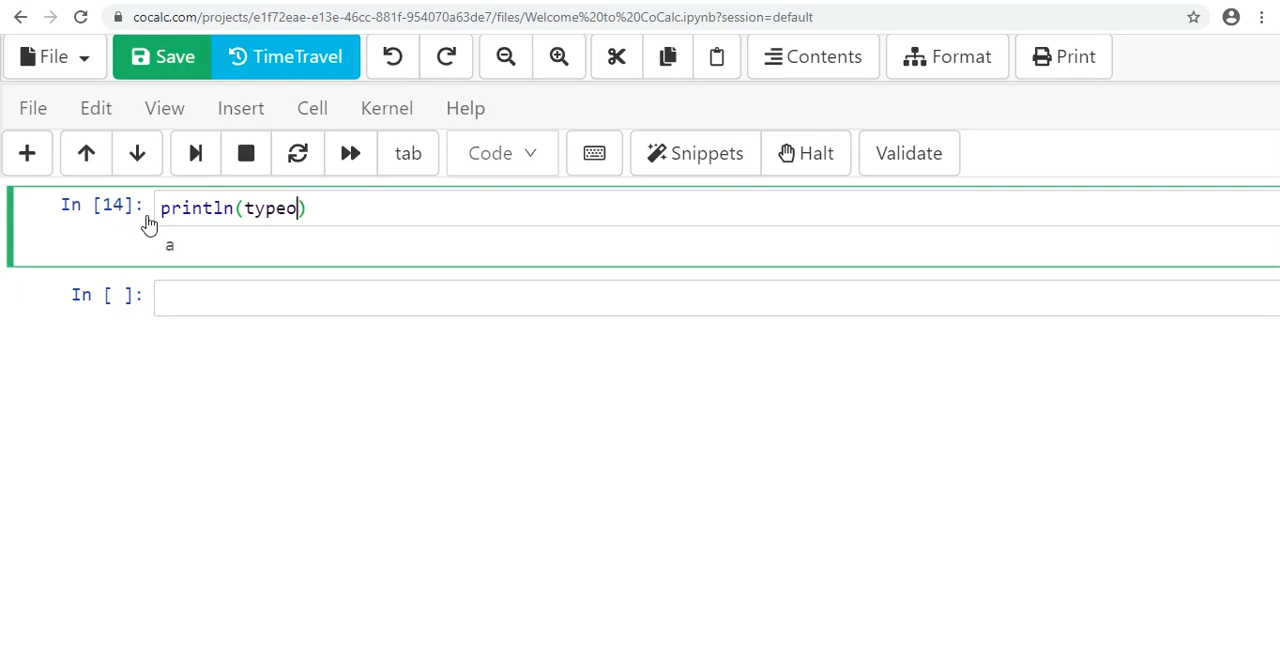 cocalc.com/projects/e1f72eae-e13e-46cc-881f-954070a63de7/files/Welcome%20to%20CoCalc.ipynb?session=default
File Save TimeTravel Contents Format Print
File Edit View Insert Cell Kernel Help
tab Code Snippets Halt Validate
In [14]: println(typeo)
a
In [ ]: